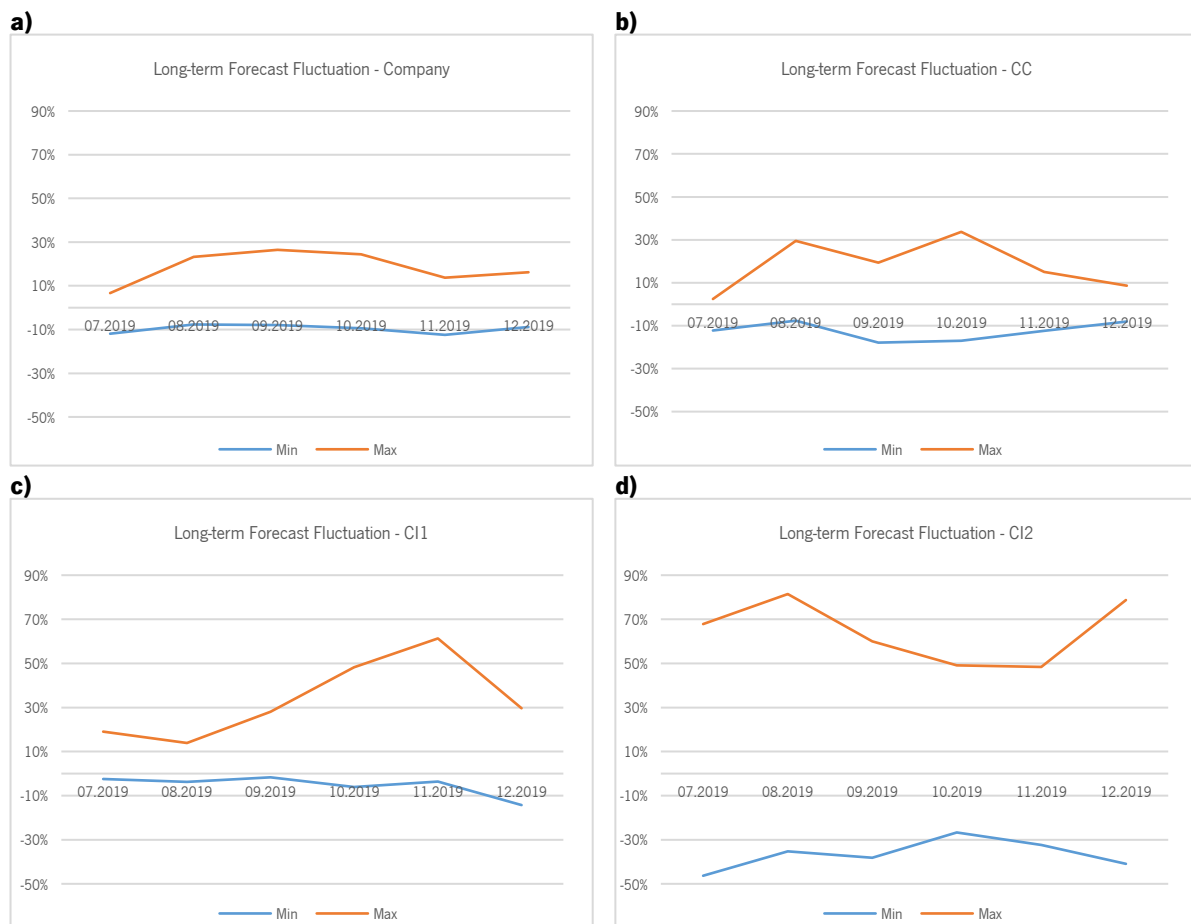 a)
Long-term Forecast Fluctuation - Company
90%
70%
50%
30%
10%
-10%
-30%
-50%
07.2019 08.2019 09.2019 10.2019 11.2019 12.2019
Min Max
b)
Long-term Forecast Fluctuation - CC
90%
70%
50%
30%
10%
-10%
-30%
-50%
07.2019 08.2019 09.2019 10.2019 11.2019 12.2019
Min Max
c)
Long-term Forecast Fluctuation - CI1
90%
70%
50%
30%
10%
-10%
-30%
-50%
07.2019 08.2019 09.2019 10.2019 11.2019 12.2019
Min Max
d)
Long-term Forecast Fluctuation - CI2
90%
70%
50%
30%
10%
-10%
-30%
-50%
07.2019 08.2019 09.2019 10.2019 11.2019 12.2019
Min Max